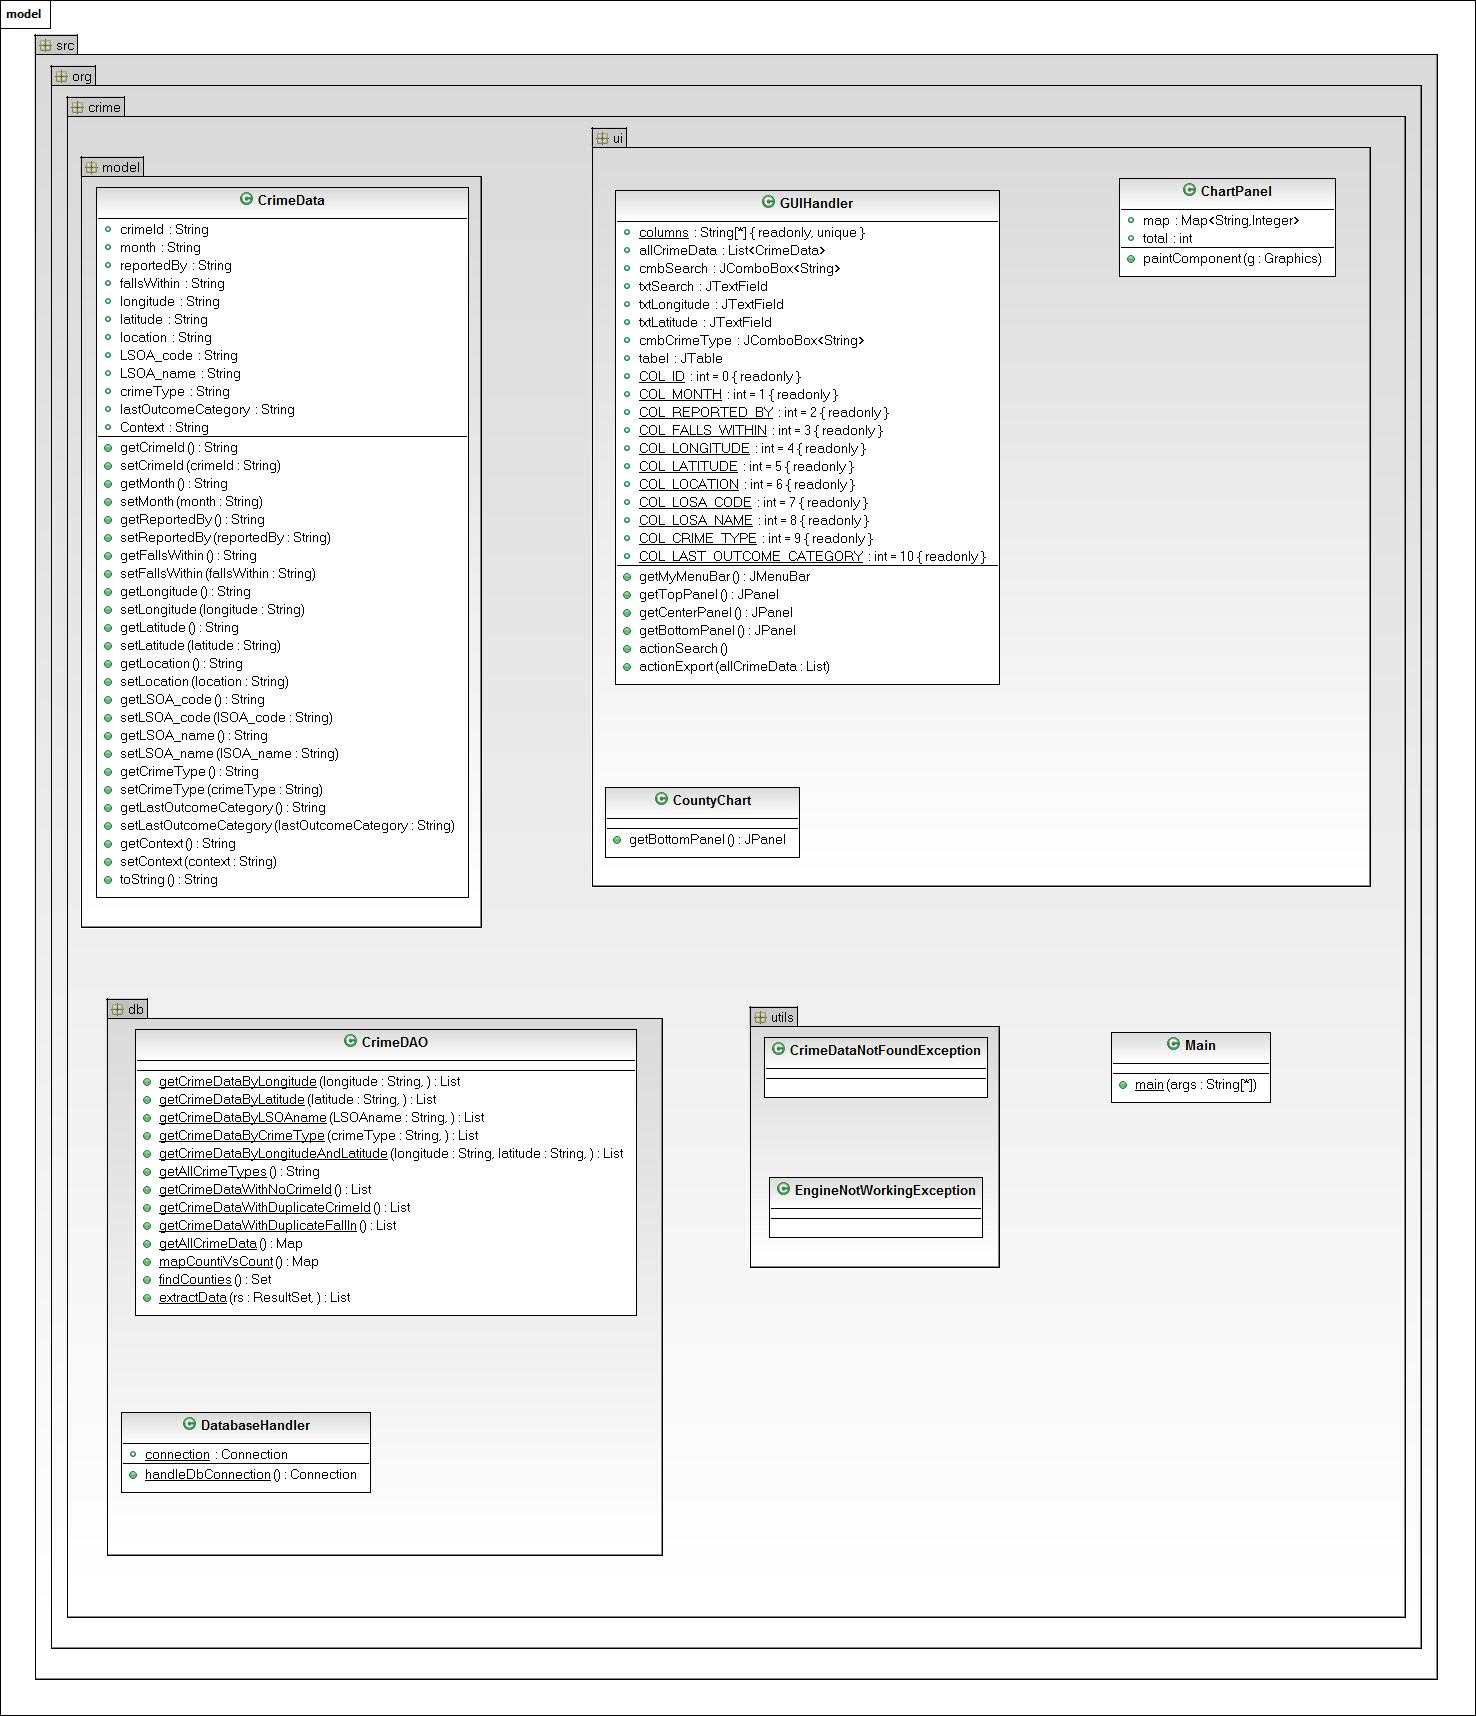 model
src
org
crime
model
CrimeData
crimeId : String
month : String
reportedBy : String
fallsWithin : String
longitude : String
latitude : String
location : String
LSOA_code : String
LSOA_name : String
crimeType : String
lastOutcomeCategory : String
Context : String
getCrimeId () : String
setCrimeId (crimeId : String)
getMonth () : String
setMonth (month : String)
getReportedBy () : String
setReportedBy (reportedBy : String)
getFallsWithin () : String
setFallsWithin (fallsWithin : String)
getLongitude () : String
setLongitude (longitude : String)
getLatitude () : String
setLatitude (latitude : String)
getLocation () : String
setLocation (location : String)
getLSOA_code () : String
setLSOA_code (lSOA_code : String)
getLSOA_name () : String
setLSOA_name (lSOA_name : String)
getCrimeType () : String
setCrimeType (crimeType : String)
getLastOutcomeCategory () : String
setLastOutcomeCategory (lastOutcomeCategory : String)
getContext () : String
setContext (context : String)
toString () : String
ui
GUIHandler
columns : String[*] { readonly, unique }
allCrimeData : List<CrimeData>
cmbSearch : JComboBox<String>
txtSearch : JTextField
txtLongitude : JTextField
txtLatitude : JTextField
cmbCrimeType : JComboBox<String>
tabel : JTable
COL_ID : int = 0 { readonly }
COL_MONTH : int = 1 { readonly }
COL_REPORTED_BY : int = 2 { readonly }
COL_FALLS_WITHIN : int = 3 { readonly }
COL_LONGITUDE : int = 4 { readonly }
COL_LATITUDE : int = 5 { readonly }
COL_LOCATION : int = 6 { readonly }
COL_LOSA_CODE : int = 7 { readonly }
COL_LOSA_NAME : int = 8 { readonly }
COL_CRIME_TYPE : int = 9 { readonly }
COL_LAST_OUTCOME_CATEGORY : int = 10 { readonly }
getMyMenuBar () : JMenuBar
getTopPanel () : JPanel
getCenterPanel () : JPanel
getBottomPanel () : JPanel
actionSearch ()
actionExport (allCrimeData : List)
ChartPanel
map : Map<String,Integer>
total : int
paintComponent (g : Graphics)
CountyChart
getBottomPanel () : JPanel
db
CrimeDAO
getCrimeDataByLongitude (longitude : String, ) : List
getCrimeDataByLatitude (latitude : String, ) : List
getCrimeDataByLSOAname (LSOAname : String, ) : List
getCrimeDataByCrimeType (crimeType : String, ) : List
getCrimeDataByLongitudeAndLatitude (longitude : String, latitude : String, ) : List
getAllCrimeTypes () : String
getCrimeDataWithNoCrimeId () : List
getCrimeDataWithDuplicateCrimeId () : List
getCrimeDataWithDuplicateFallIn () : List
getAllCrimeData () : Map
mapCountiVsCount () : Map
findCounties () : Set
extractData (rs : ResultSet, ) : List
DatabaseHandler
connection : Connection
handleDbConnection () : Connection
utils
CrimeDataNotFoundException
EngineNotWorkingException
Main
main (args : String[*])